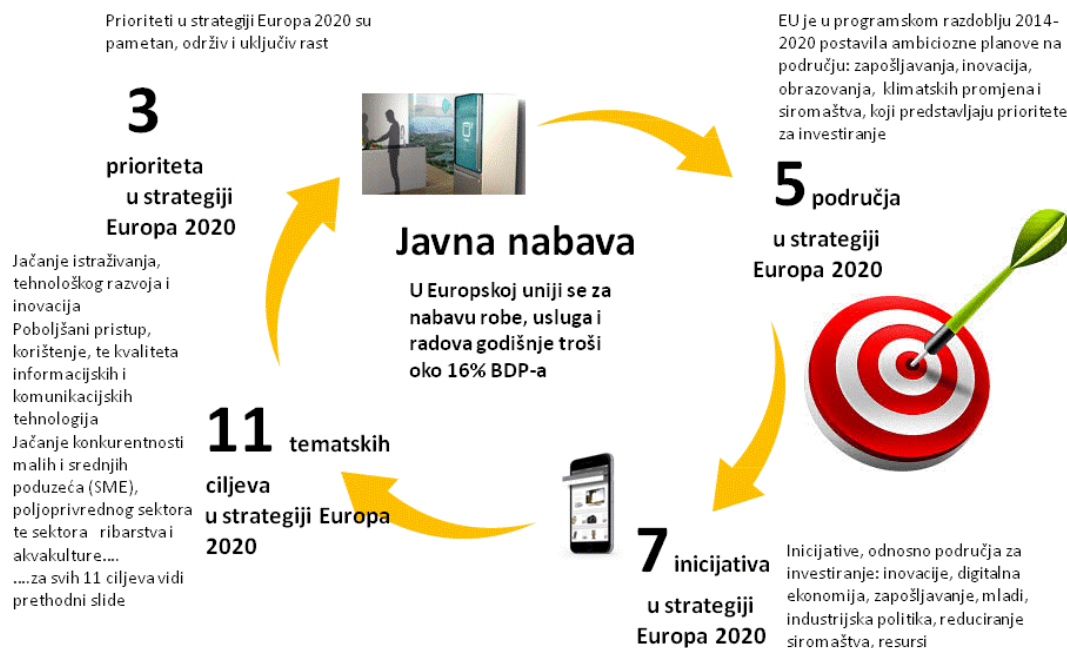 Prioriteti u strategiji Europa 2020 su
pametan, održiv i uključiv rast
3
prioriteta
u strategiji
Europa 2020
EU je u programskom razdoblju 2014-
2020 postavila ambiciozne planove na
području: zapošljavanja, inovacija,
obrazovanja, klimatskih promjena i
siromaštva, koji predstavljaju prioritete
za investiranje
5 područja
u strategiji
Europa 2020
Javna nabava
U Europskoj uniji se za
nabavu robe, usluga i
radova godišnje troši
oko 16% BDP-a
Jačanje istraživanja,
tehnološkog razvoja i
inovacija
Poboljšani pristup,
korištenje, te kvaliteta
informacijskih i
komunikacijskih
tehnologija
Jačanje konkurentnosti
malih i srednjih
poduzeća (SME),
poljoprivrednog sektora
te sektora ribarstva i
akvakulture....
....za svih 11 ciljeva vidi
prethodni slide
11 tematskih
ciljeva
u strategiji Europa
2020
7 inicijativa
u strategiji
Europa 2020
Inicijative, odnosno područja za
investiranje: inovacije, digitalna
ekonomija, zapošljavanje, mladi,
industrijska politika, reduciranje
siromaštva, resursi